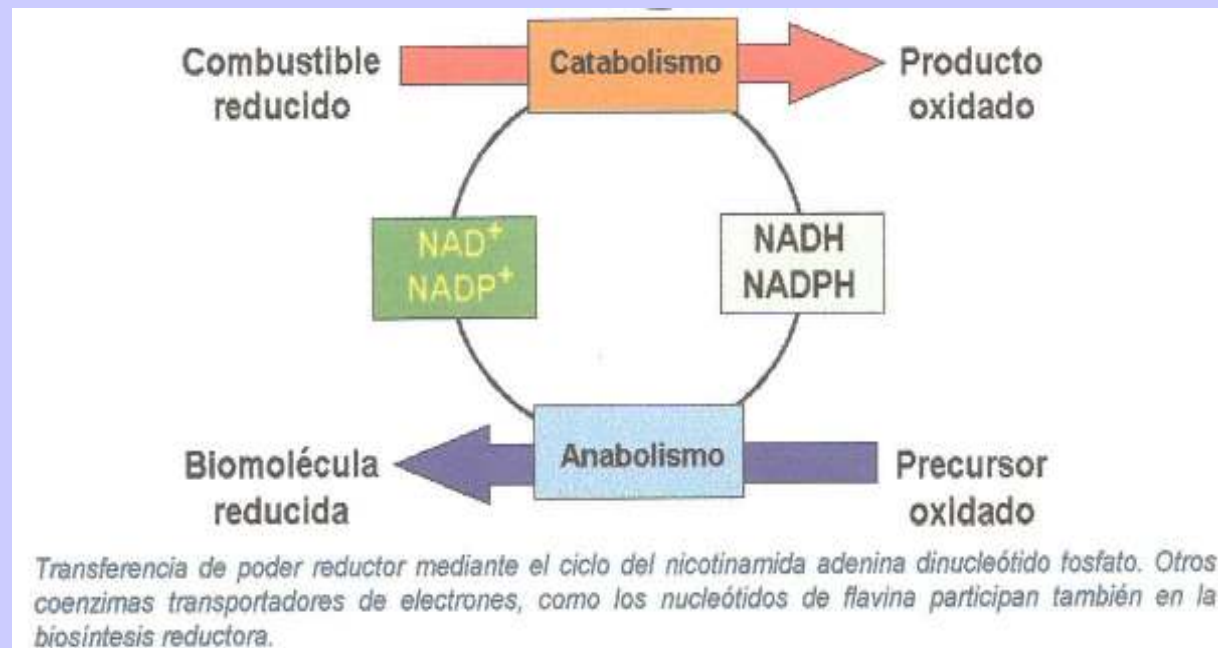 Combustible
reducido
Catabolismo
Producto
oxidado
NAD⁺
NADP⁺
NADH
NADPH
Biomolécula
reducida
Anabolismo
Precursor
oxidado
Transferencia de poder reductor mediante el ciclo del nicotinamida adenina dinucleótido fosfato. Otros
coenzimas transportadores de electrones, como los nucleótidos de flavina participan también en la
biosíntesis reductora.